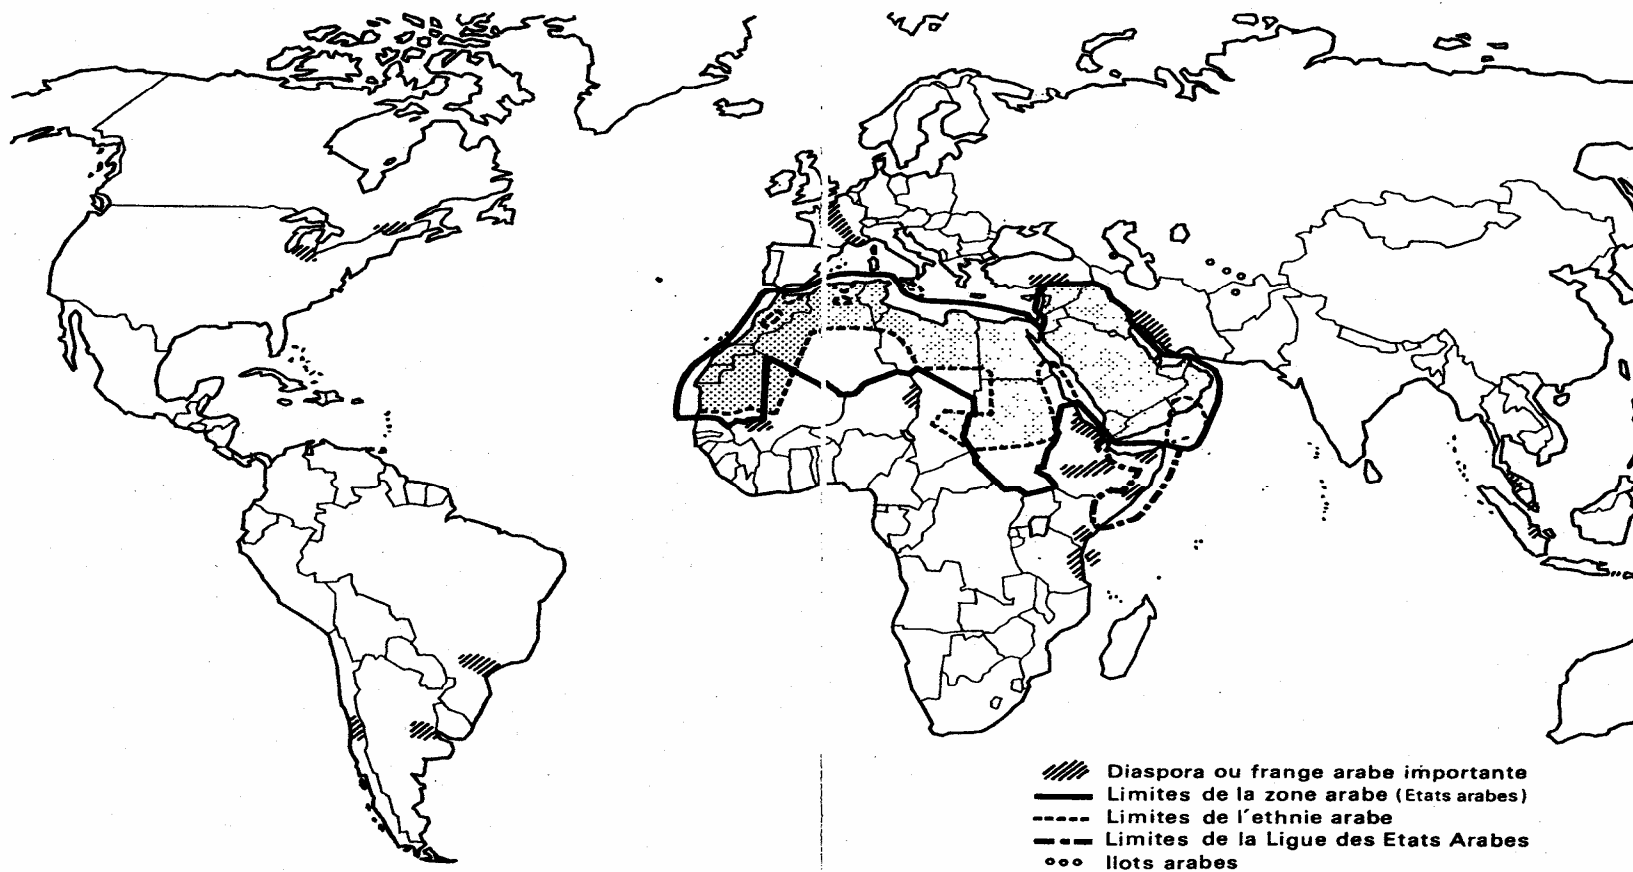 Diaspora ou frange arabe importante
Limites de la zone arabe (Etats arabes)
Limites de l'ethnie arabe
Limites de la Ligue des Etats Arabes
Ilots arabes